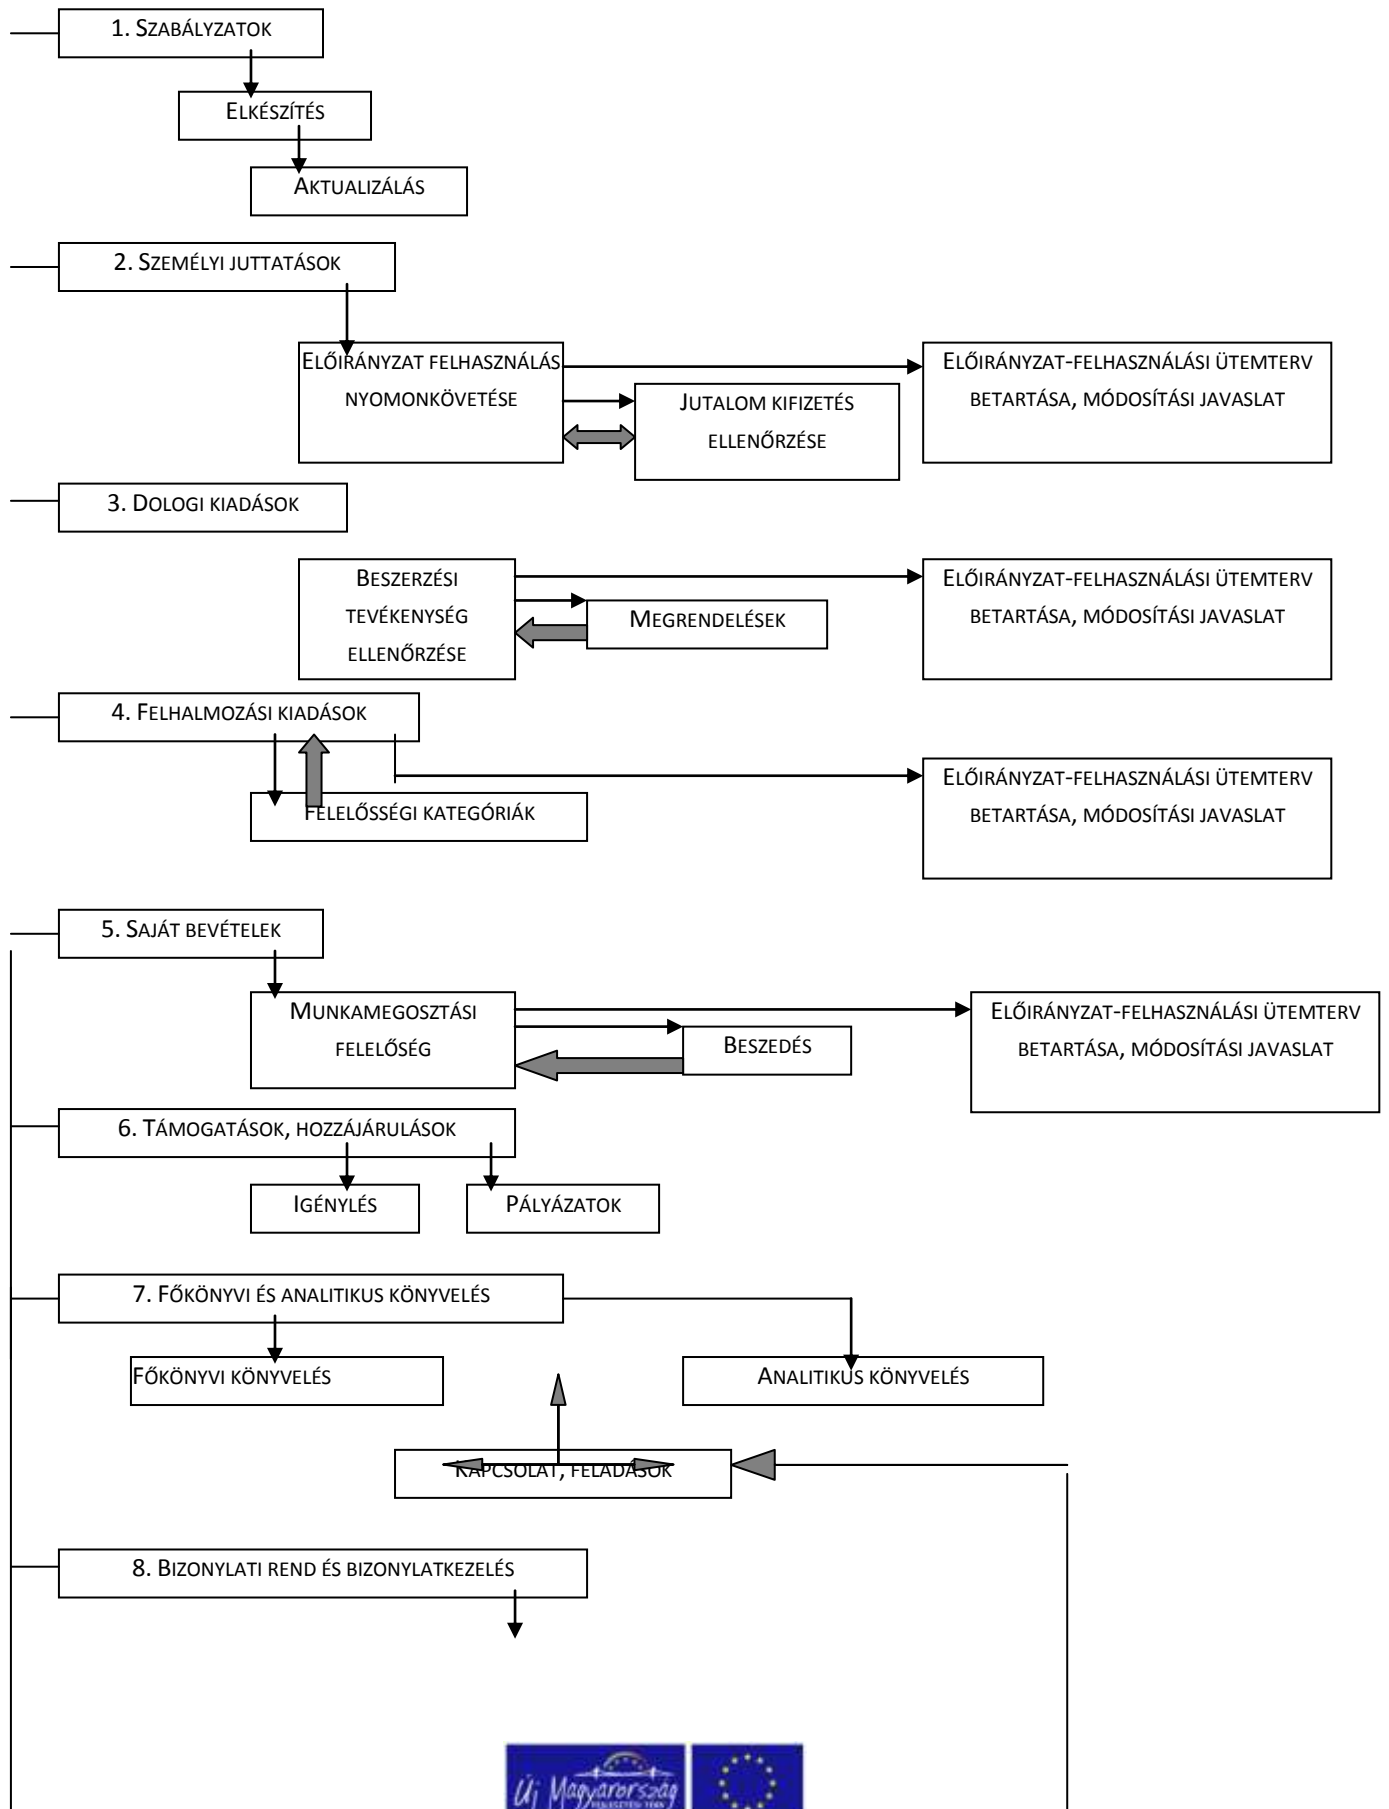 1. Szabályzatok
Elkészítés
Aktualizálás
2. Személyi juttatások
Előirányzat felhasználás
nyomonkövetése
Jutalom kifizetés
ellenőrzése
Előirányzat-felhasználási ütemterv
betartása, módosítási javaslat
3. Dologi kiadások
Beszerzési
tevékenység
ellenőrzése
Megrendelések
Előirányzat-felhasználási ütemterv
betartása, módosítási javaslat
4. Felhalmozási kiadások
Felelősségi kategóriák
Előirányzat-felhasználási ütemterv
betartása, módosítási javaslat
5. Saját bevételek
Munkamegosztási
felelőség
Beszedés
Előirányzat-felhasználási ütemterv
betartása, módosítási javaslat
6. Támogatások, hozzájárulások
Igénylés
Pályázatok
7. Főkönyvi és analitikus könyvelés
Főkönyvi könyvelés
Analitikus könyvelés
Kapcsolat, feladások
8. Bizonylati rend és bizonylatkezelés
Új Magyarország